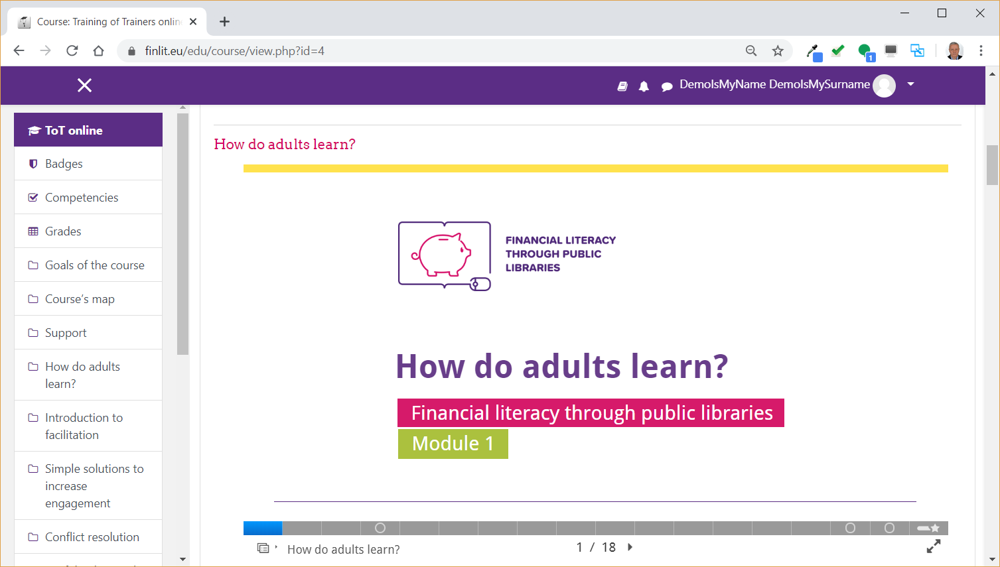 Course: Training of Trainers onlin
finlit.eu/edu/course/view.php?id=4
1
DemoIsMyName DemoIsMySurname
ToT online
Badges
Competencies
Grades
Goals of the course
Course’s map
Support
How do adults
learn?
Introduction to
facilitation
Simple solutions to
increase
engagement
Conflict resolution
How do adults learn?
FINANCIAL LITERACY
THROUGH PUBLIC
LIBRARIES
How do adults learn?
Financial literacy through public libraries
Module 1
How do adults learn?
1 / 18